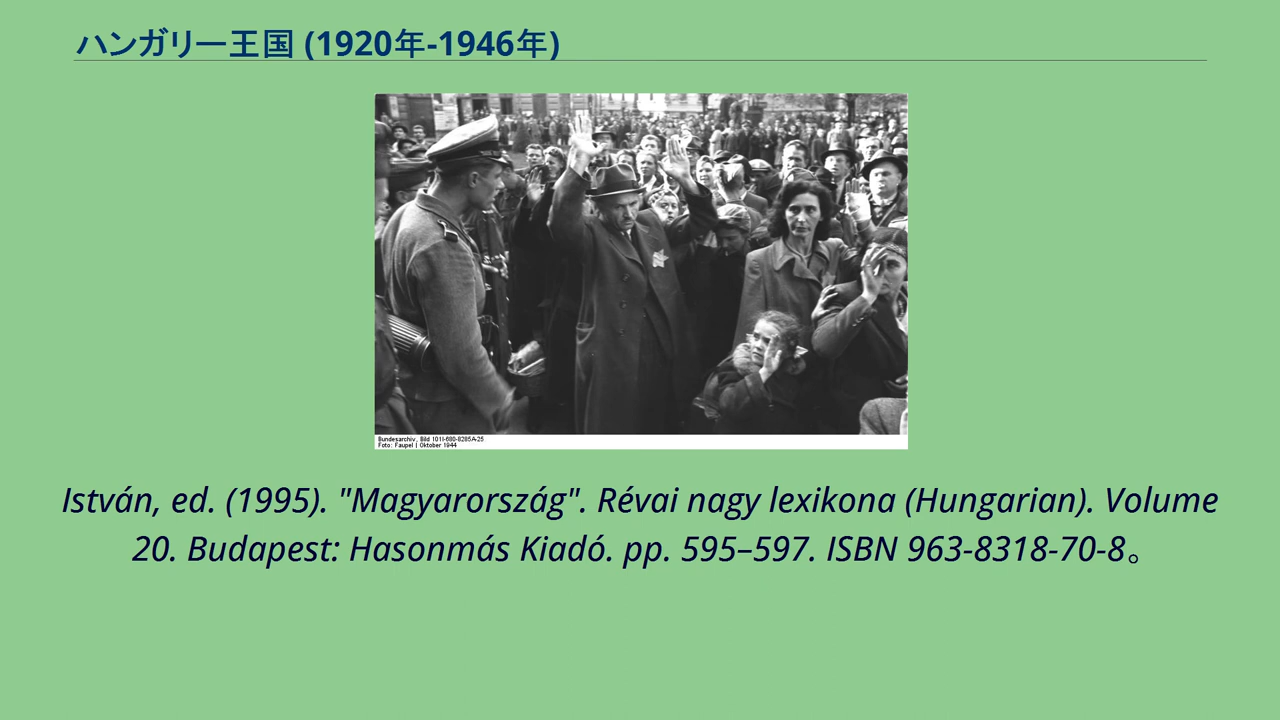 ハンガリー王国 (1920年-1946年)
Bundesarchiv, Bild 101I-680-8285A-25
Foto: Faupel | Oktober 1944
István, ed. (1995). "Magyarország". Révai nagy lexikona (Hungarian). Volume
20. Budapest: Hasonmás Kiadó. pp. 595–597. ISBN 963-8318-70-8。